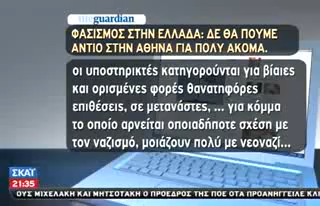 theguardian
ΦΑΣΙΣΜΟΣ ΣΤΗΝ ΕΛΛΑΔΑ: ΔΕ ΘΑ ΠΟΥΜΕ
ΑΝΤΙΟ ΣΤΗΝ ΑΘΗΝΑ ΓΙΑ ΠΟΛΥ ΑΚΟΜΑ.
οι υποστηρικτές κατηγορούνται για βίαιες
και ορισμένες φορές θανατηφόρες
επιθέσεις, σε μετανάστες, ... για κόμμα
το οποίο αρνείται οποιαδήποτε σχέση με
τον ναζισμό, μοιάζουν πολύ με νεοναζί...
ΣΚΑΪ
21:35
ΟΥΣ ΜΙΧΕΛΑΚΗ ΚΑΙ ΜΗΤΣΟΤΑΚΗ Ο ΠΡΟΕΔΡΟΣ ΤΗΣ ΠΟΕ ΟΤΑ ΠΡΟΑΝΗΓΓΕΙΛΕ ΚΛ